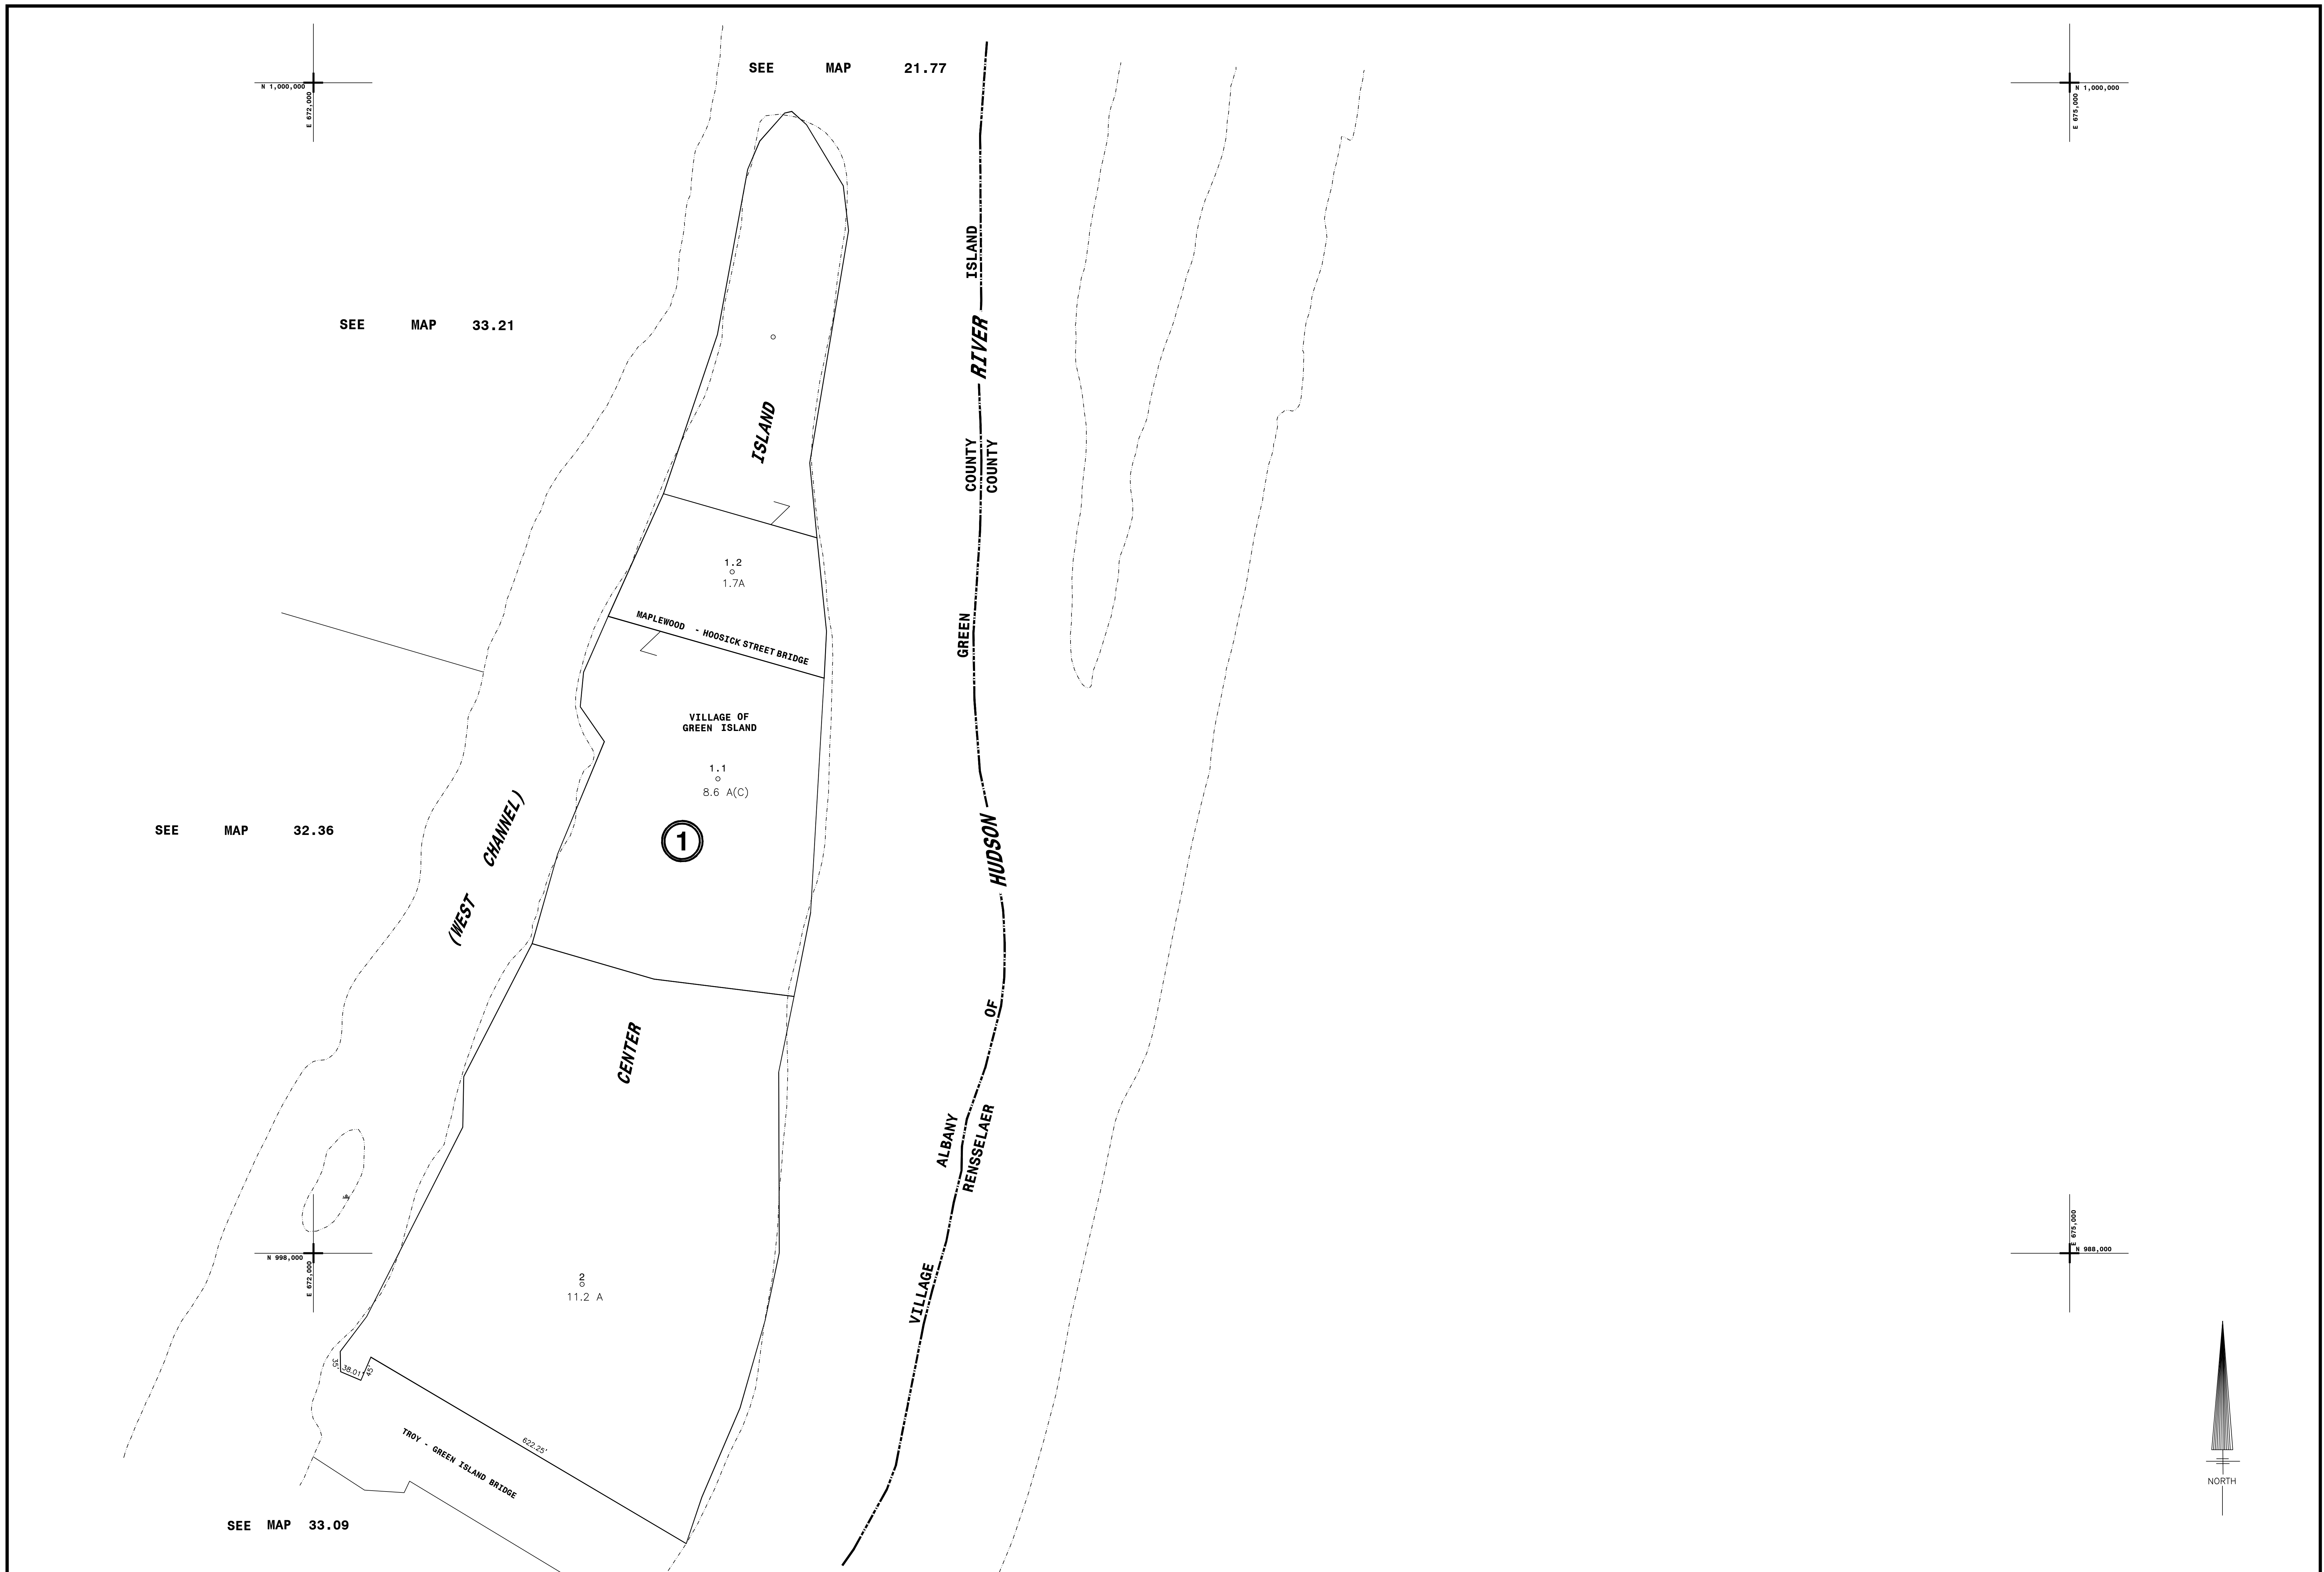 SEE MAP 21.77
N 1,000,000
E 672,000
N 1,000,000
E 675,000
ISLAND
RIVER
SEE MAP 33.21
ISLAND
COUNTY
COUNTY
1.2
1.7A
MAPLEWOOD - HOOSICK STREET BRIDGE
GREEN
VILLAGE OF
GREEN ISLAND
1.1
8.6 A(C)
1
SEE MAP 32.36
(WEST CHANNEL)
HUDSON
OF
CENTER
ALBANY
RENSSELAER
N 998,000
E 672,000
E 675,000
N 988,000
VILLAGE
2
11.2 A
35'
38.01'
45'
622.25'
TROY - GREEN ISLAND BRIDGE
NORTH
SEE MAP 33.09